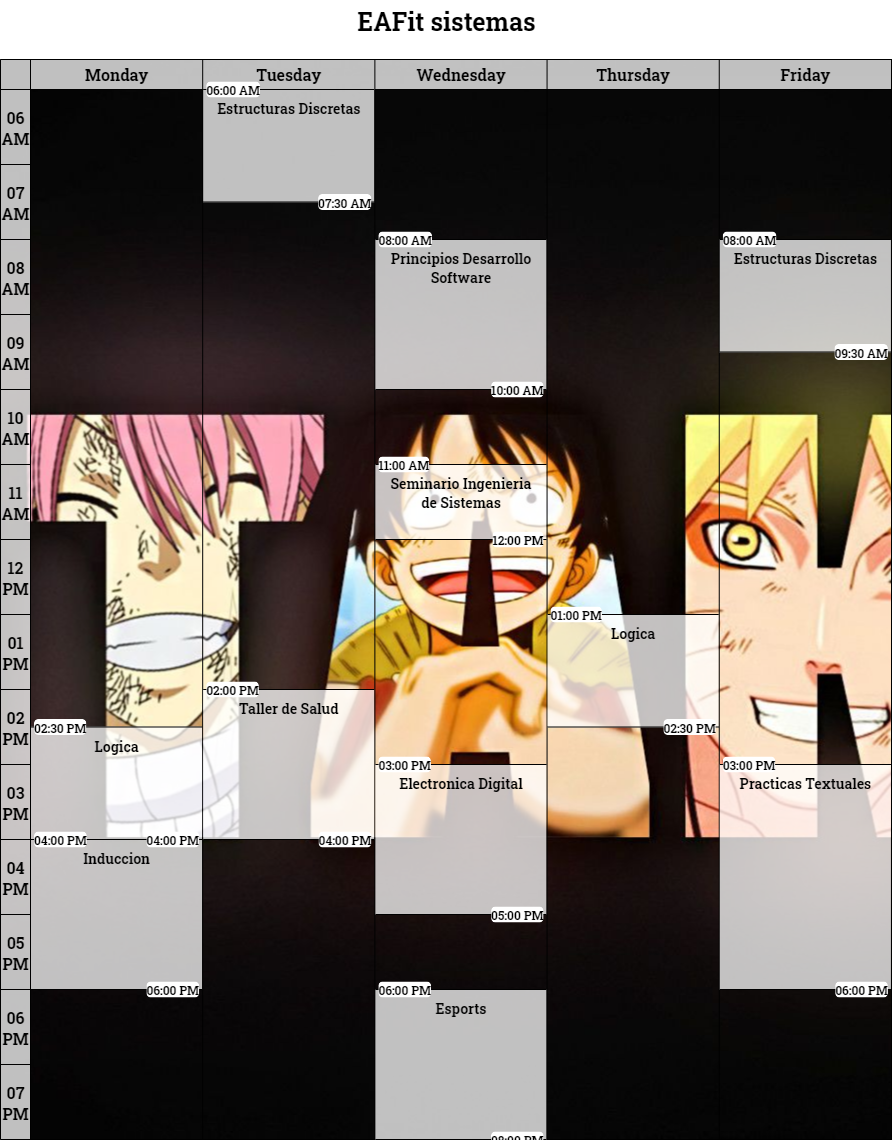 EAFit sistemas
Monday Tuesday Wednesday Thursday Friday
06 AM
06:00 AM
Estructuras Discretas
07:30 AM
07 AM
08 AM
08:00 AM
Principios Desarrollo
Software
10:00 AM
08:00 AM
Estructuras Discretas
09:30 AM
09 AM
10 AM
11 AM
11:00 AM
Seminario Ingenieria
de Sistemas
12:00 PM
12 PM
01 PM
01:00 PM
Logica
02:30 PM
02 PM
02:00 PM
Taller de Salud
04:00 PM
02:30 PM
Logica
04:00 PM
03 PM
03:00 PM
Electronica Digital
05:00 PM
03:00 PM
Practicas Textuales
06:00 PM
04 PM
04:00 PM
Induccion
06:00 PM
05 PM
06 PM
06:00 PM
Esports
08:00 PM
07 PM